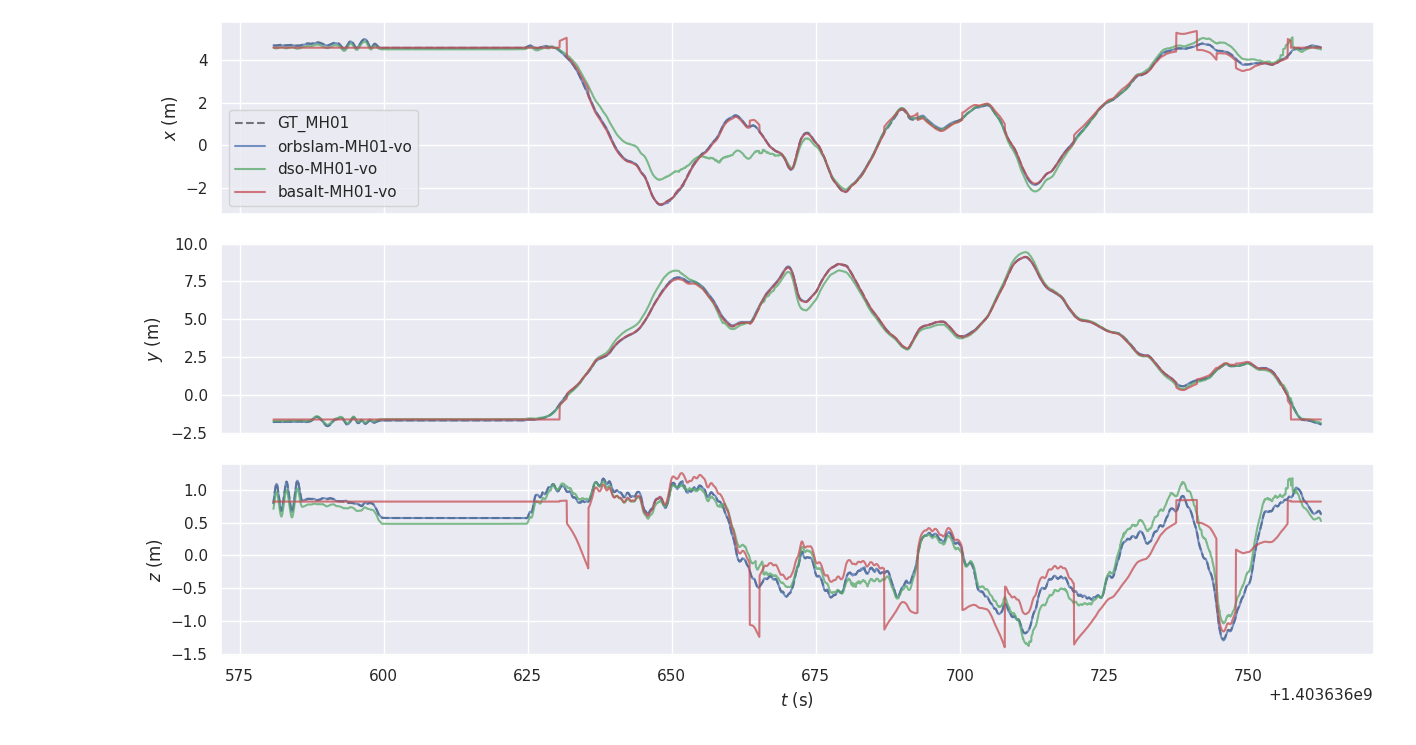 4
2
0
−2
x (m)
GT_MH01
orbslam-MH01-vo
dso-MH01-vo
basalt-MH01-vo
10.0
7.5
5.0
2.5
0.0
−2.5
y (m)
1.0
0.5
0.0
−0.5
−1.0
−1.5
z (m)
575 600 625 650 675 700 725 750
t (s)
+1.403636e9